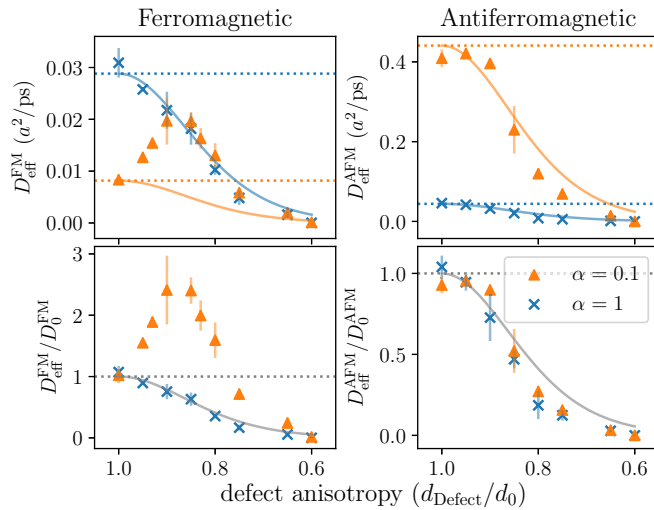 Ferromagnetic
Antiferromagnetic
D_eff^FM (a²/ps)
0.03
0.02
0.01
0.00
D_eff^AFM (a²/ps)
0.4
0.2
0.0
D_eff^FM/D_0^FM
3
2
1
0
1.0
0.8
0.6
D_eff^AFM/D_0^AFM
1.0
0.5
0.0
1.0
0.8
0.6
α = 0.1
α = 1
defect anisotropy (d_Defect/d_0)